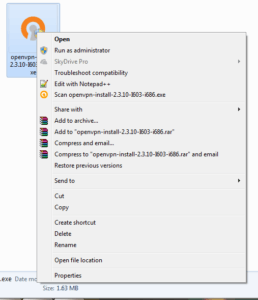 openvpn-install-
2.3.10-I603-i686.
xe
Open
Run as administrator
SkyDrive Pro
Troubleshoot compatibility
Edit with Notepad++
Scan openvpn-install-2.3.10-I603-i686.exe
Share with
Add to archive...
Add to "openvpn-install-2.3.10-I603-i686.rar"
Compress and email...
Compress to "openvpn-install-2.3.10-I603-i686.rar" and email
Restore previous versions
Send to
Cut
Copy
Create shortcut
Delete
Rename
Open file location
Properties
.exe Date mo
Size: 1.63 MB